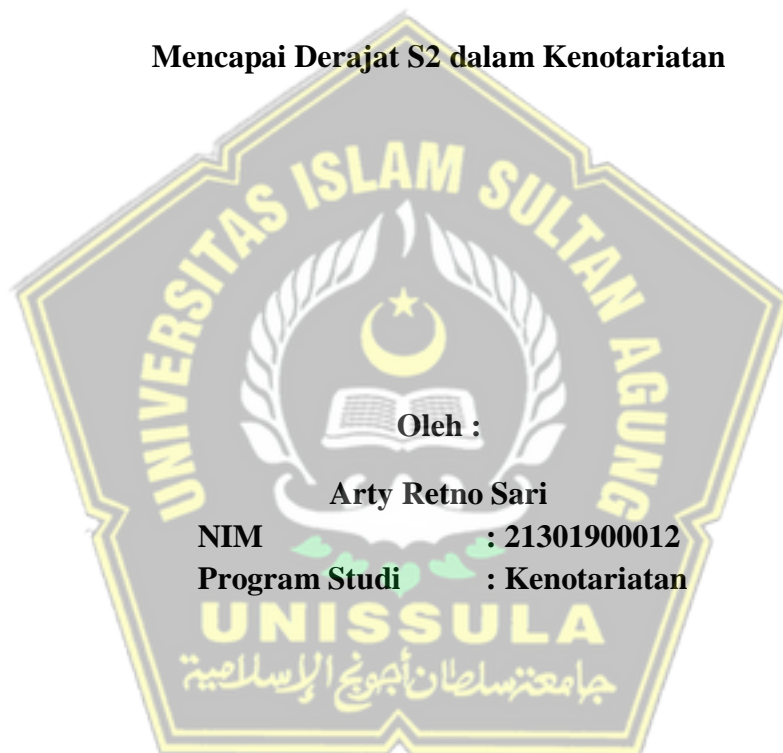 Mencapai Derajat S2 dalam Kenotariatan
UNIVERSITAS ISLAM SULTAN AGUNG
Oleh :
Arty Retno Sari
NIM : 21301900012
Program Studi : Kenotariatan
UNISSULA
جامعة سلطان أجونج الإسلامية